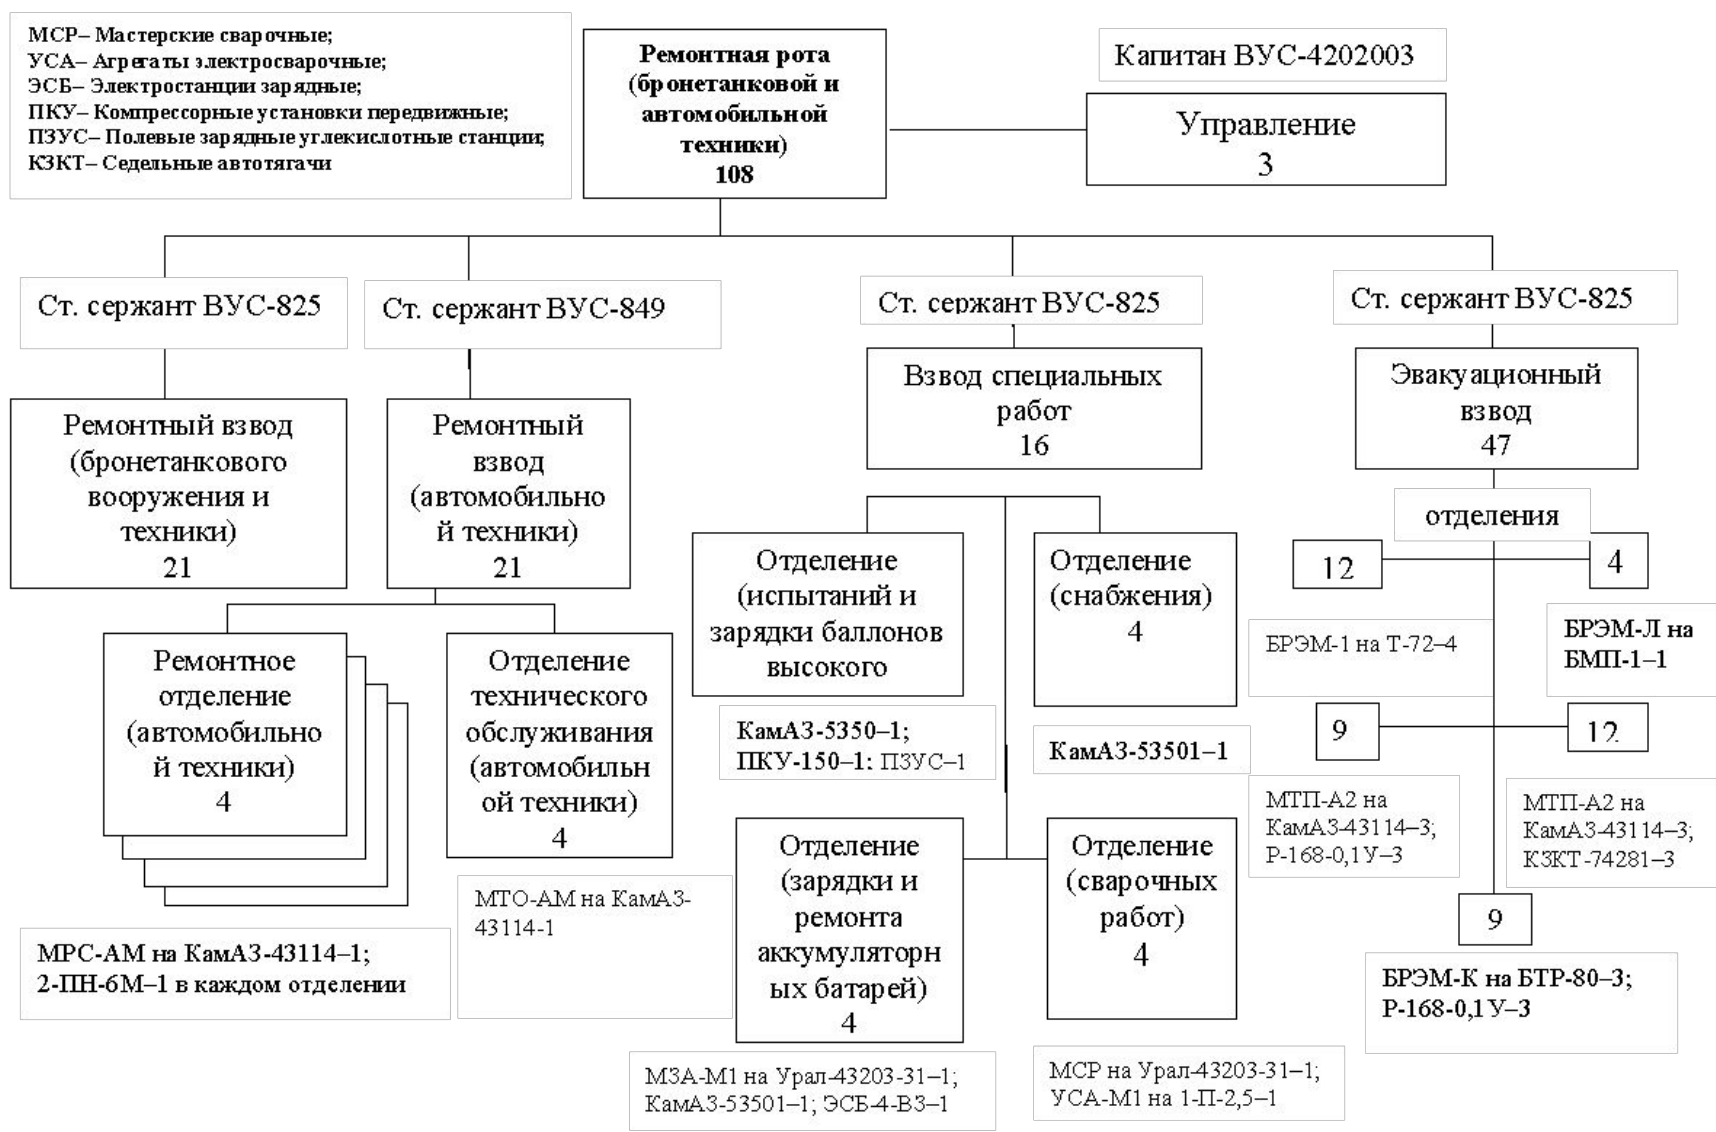 МСР– Мастерские сварочные;
УСА– Агрегаты электросварочные;
ЭСБ– Электростанции зарядные;
ПКУ– Компрессорные установки передвижные;
ПЗУС– Полевые зарядные углекислотные станции;
КЗКТ– Седельные автотягачи
Ремонтная рота
(бронетанковой и
автомобильной
техники)
108
Капитан ВУС-4202003
Управление
3
Ст. сержант ВУС-825
Ст. сержант ВУС-849
Ст. сержант ВУС-825
Ст. сержант ВУС-825
Ремонтный взвод
(бронетанкового
вооружения и
техники)
21
Ремонтный
взвод
(автомобильно
й техники)
21
Взвод специальных
работ
16
Эвакуационный
взвод
47
Ремонтное
отделение
(автомобильно
й техники)
4
Отделение
технического
обслуживания
(автомобильн
ой техники)
4
МРС-АМ на КамАЗ-43114–1;
2-ПН-6М–1 в каждом отделении
МТО-АМ на КамАЗ-
43114-1
Отделение
(испытаний и
зарядки баллонов
высокого
КамАЗ-5350–1;
ПКУ-150–1; ПЗУС–1
Отделение
(снабжения)
4
КамАЗ-53501–1
Отделение
(зарядки и
ремонта
аккумуляторн
ых батарей)
4
МЗА-М1 на Урал-43203-31–1;
КамАЗ-53501–1; ЭСБ-4-ВЗ–1
Отделение
(сварочных
работ)
4
МСР на Урал-43203-31–1;
УСА-М1 на 1-П-2,5–1
отделения
12
4
БРЭМ-1 на Т-72–4
БРЭМ-Л на
БМП-1–1
9
12
МТП-А2 на
КамАЗ-43114–3;
Р-168-0,1У–3
МТП-А2 на
КамАЗ-43114–3;
КЗКТ-74281–3
9
БРЭМ-К на БТР-80–3;
Р-168-0,1У–3